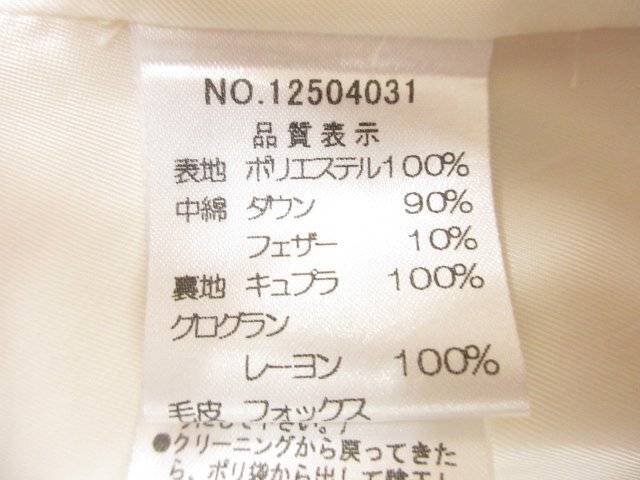 NO.12504031
品質表示
表地 ポリエステル100%
中綿 ダウン 90%
フェザー 10%
裏地 キュプラ 100%
グログラン
レーヨン 100%
毛皮 フォックス
●クリーニングから戻ってきた
ら、ポリ袋から出して陰干し